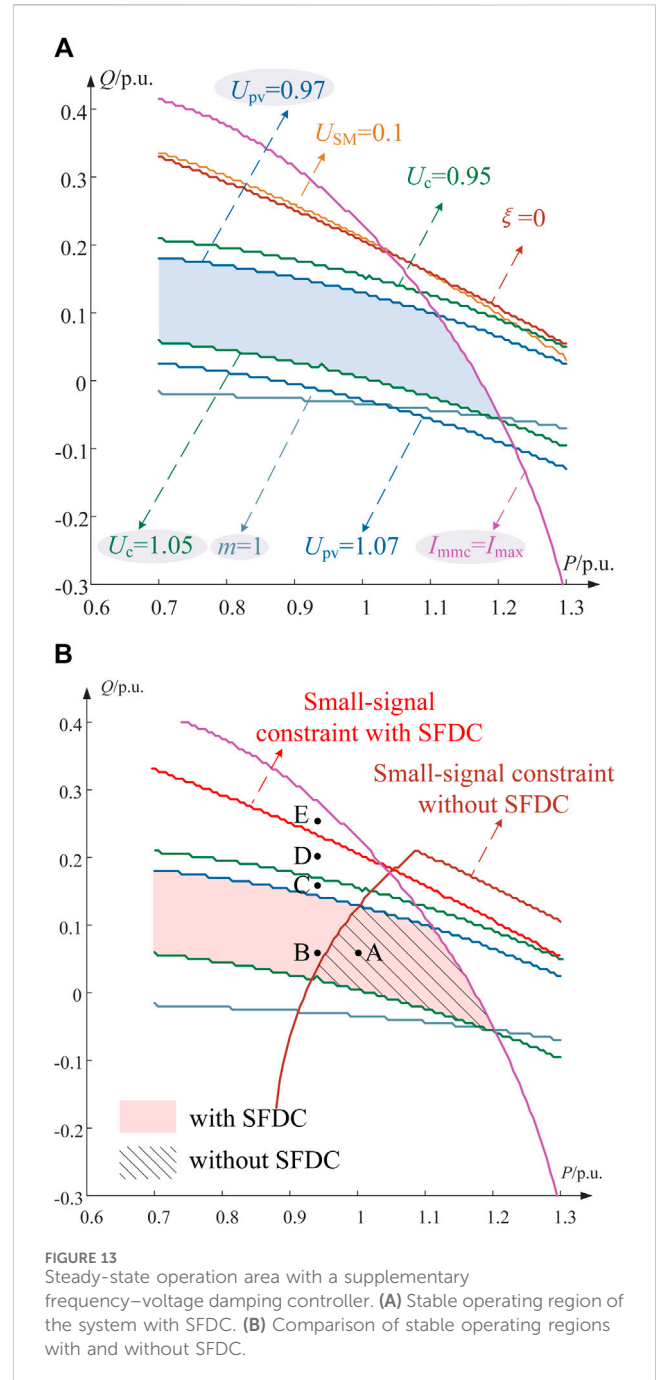 A
Q/p.u.
U_pv=0.97
U_SM=0.1
U_c=0.95
ξ=0
0.4
0.3
0.2
0.1
0
-0.1
-0.2
-0.3
U_c=1.05
m=1
U_pv=1.07
I_mmc=I_max
P/p.u.
0.6 0.7 0.8 0.9 1 1.1 1.2 1.3
B
Q/p.u.
Small-signal
constraint with SFDC
Small-signal constraint
without SFDC
0.4
0.3
0.2
0.1
0
-0.1
-0.2
-0.3
E
D
C
B
A
with SFDC
without SFDC
P/p.u.
0.6 0.7 0.8 0.9 1 1.1 1.2 1.3
FIGURE 13
Steady-state operation area with a supplementary
frequency–voltage damping controller. (A) Stable operating region of
the system with SFDC. (B) Comparison of stable operating regions
with and without SFDC.